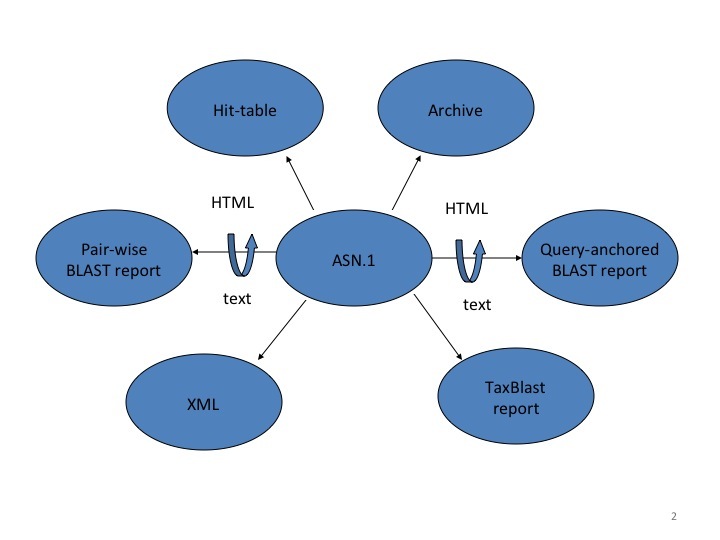 Hit-table
Archive
HTML
HTML
Pair-wise
BLAST report
ASN.1
Query-anchored
BLAST report
text
text
XML
TaxBlast
report
2